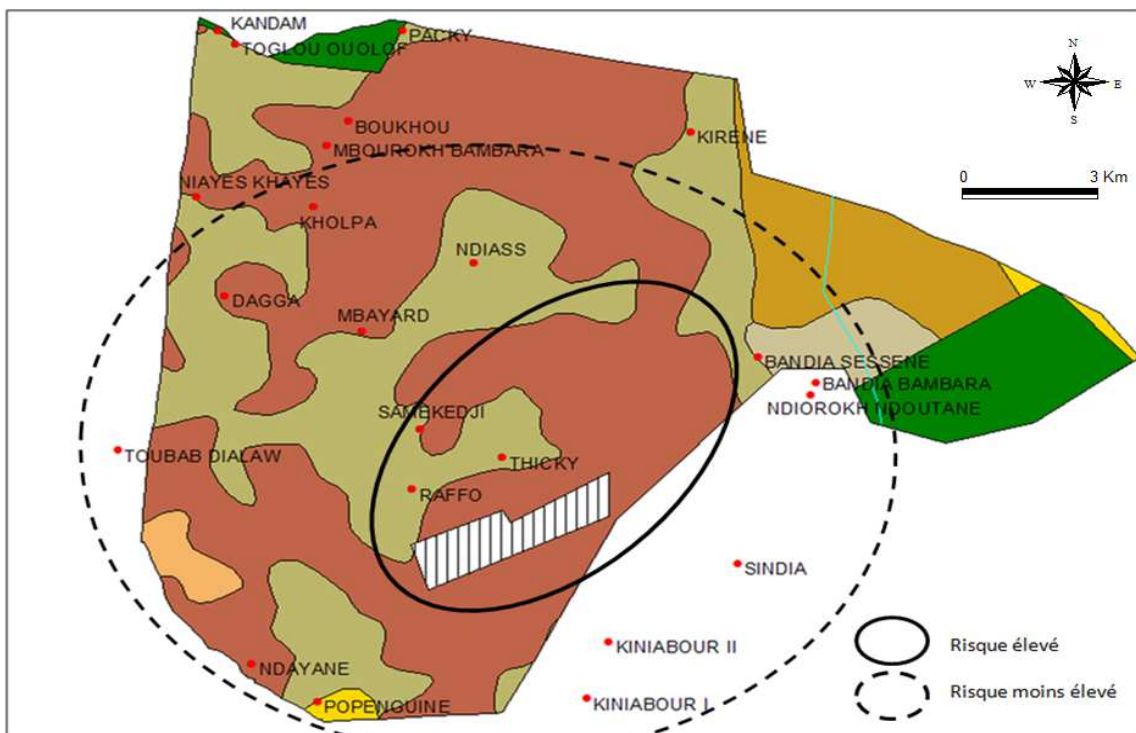 KANDAM
TOGLOU OUOLOF
PACKY
N
W E
S
BOUKHOU
KIRENE
MBOUROKH BAMBARA
0 3 Km
NIAYES KHAYES
KHOLPA
NDIASS
DAGGA
MBAYARD
BANDIA SESSENE
BANDIA BAMBARA
NDIOROKH NDOUTANE
SAMEKEDJI
TOUBAB DIALAW
THICKY
RAFFO
SINDIA
KINIABOUR II
Risque élevé
NDAYANE
Risque moins élevé
POPENGUINE
KINIABOUR I